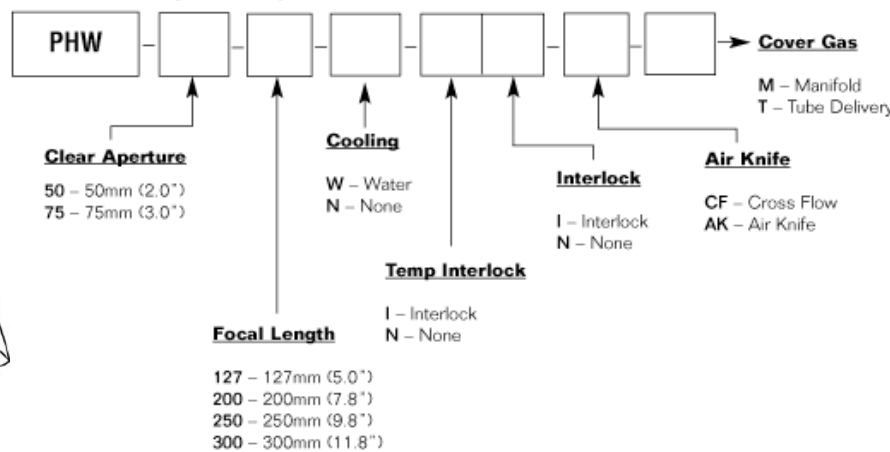 PHW
Cover Gas
M – Manifold
T – Tube Delivery
Clear Aperture
50 – 50mm (2.0")
75 – 75mm (3.0")
Cooling
W – Water
N – None
Interlock
I – Interlock
N – None
Air Knife
CF – Cross Flow
AK – Air Knife
Temp Interlock
I – Interlock
N – None
Focal Length
127 – 127mm (5.0")
200 – 200mm (7.8")
250 – 250mm (9.8")
300 – 300mm (11.8")